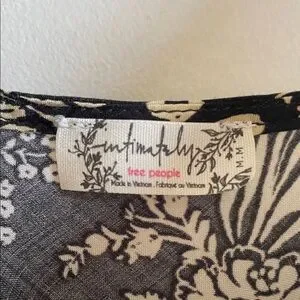 intimately
free people
Made in Vietnam . Fabriqué au Vietnam
M.M